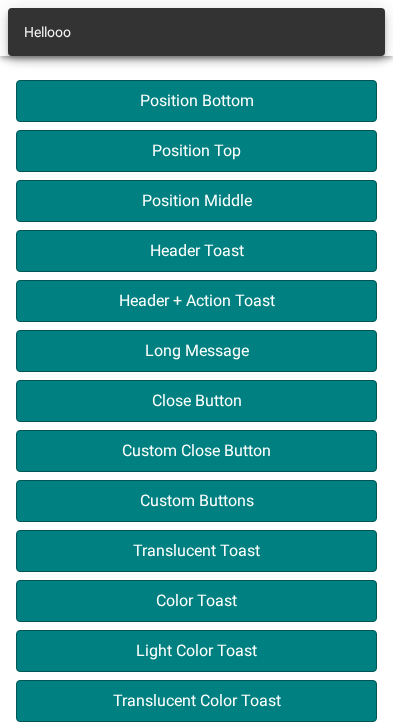 Hellooo
Position Bottom
Position Top
Position Middle
Header Toast
Header + Action Toast
Long Message
Close Button
Custom Close Button
Custom Buttons
Translucent Toast
Color Toast
Light Color Toast
Translucent Color Toast